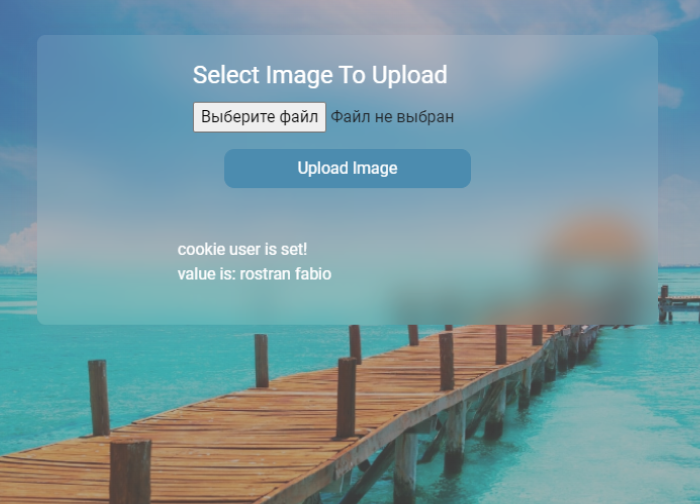 Select Image To Upload
Выберите файл Файл не выбран
Upload Image
cookie user is set!
value is: rostran fabio